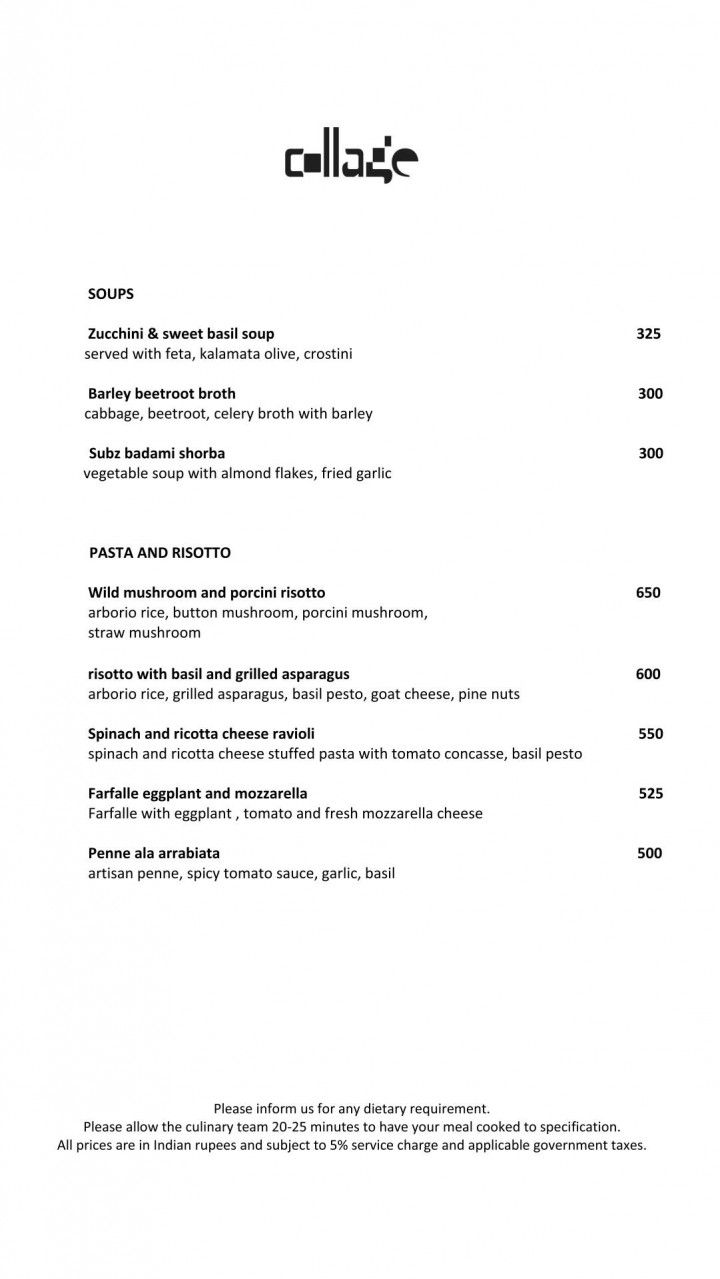 collage
SOUPS
Zucchini & sweet basil soup 325
served with feta, kalamata olive, crostini
Barley beetroot broth 300
cabbage, beetroot, celery broth with barley
Subz badami shorba 300
vegetable soup with almond flakes, fried garlic
PASTA AND RISOTTO
Wild mushroom and porcini risotto 650
arborio rice, button mushroom, porcini mushroom,
straw mushroom
risotto with basil and grilled asparagus 600
arborio rice, grilled asparagus, basil pesto, goat cheese, pine nuts
Spinach and ricotta cheese ravioli 550
spinach and ricotta cheese stuffed pasta with tomato concasse, basil pesto
Farfalle eggplant and mozzarella 525
Farfalle with eggplant , tomato and fresh mozzarella cheese
Penne ala arrabiata 500
artisan penne, spicy tomato sauce, garlic, basil
Please inform us for any dietary requirement.
Please allow the culinary team 20-25 minutes to have your meal cooked to specification.
All prices are in Indian rupees and subject to 5% service charge and applicable government taxes.